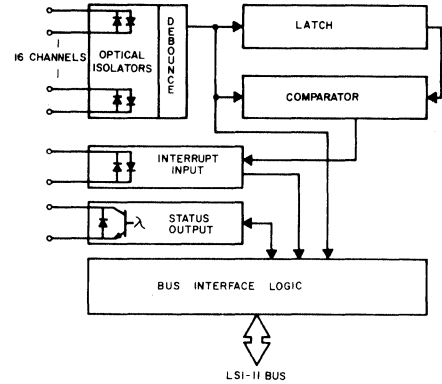 16 CHANNELS
OPTICAL
ISOLATORS
DEBOUNCE
LATCH
COMPARATOR
INTERRUPT
INPUT
λ
STATUS
OUTPUT
BUS INTERFACE LOGIC
LSI-11 BUS